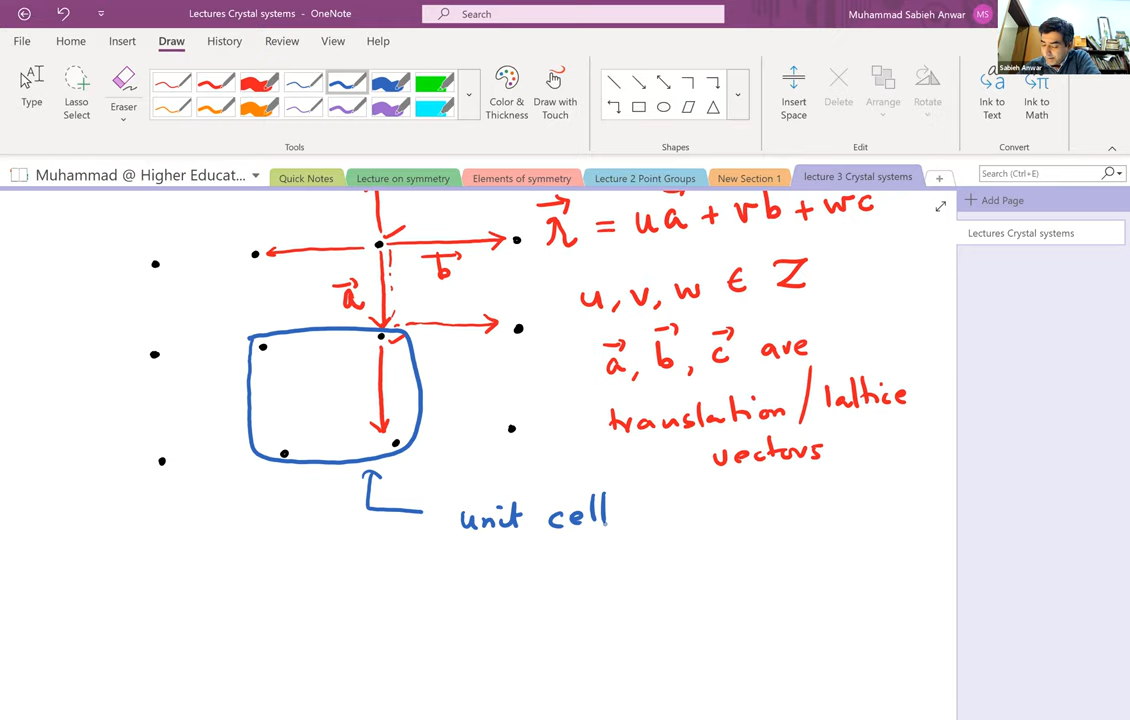 Lectures Crystal systems - OneNote
Search
Muhammad Sabieh Anwar
MS
Sabieh Anwar
File Home Insert Draw History Review View Help
Type
Lasso Select
Eraser
Color & Thickness
Draw with Touch
Insert Space
Delete
Arrange
Rotate
Ink to Text
Ink to Math
Tools
Shapes
Edit
Convert
Muhammad @ Higher Educat...
Quick Notes
Lecture on symmetry
Elements of symmetry
Lecture 2 Point Groups
New Section 1
lecture 3 Crystal systems
Search (Ctrl+E)
Add Page
Lectures Crystal systems
r⃗ = ua⃗ + vb + wc
b⃗
a⃗
u, v, w ∈ Z
a⃗, b⃗, c⃗ are
translation / lattice
vectors
unit cell